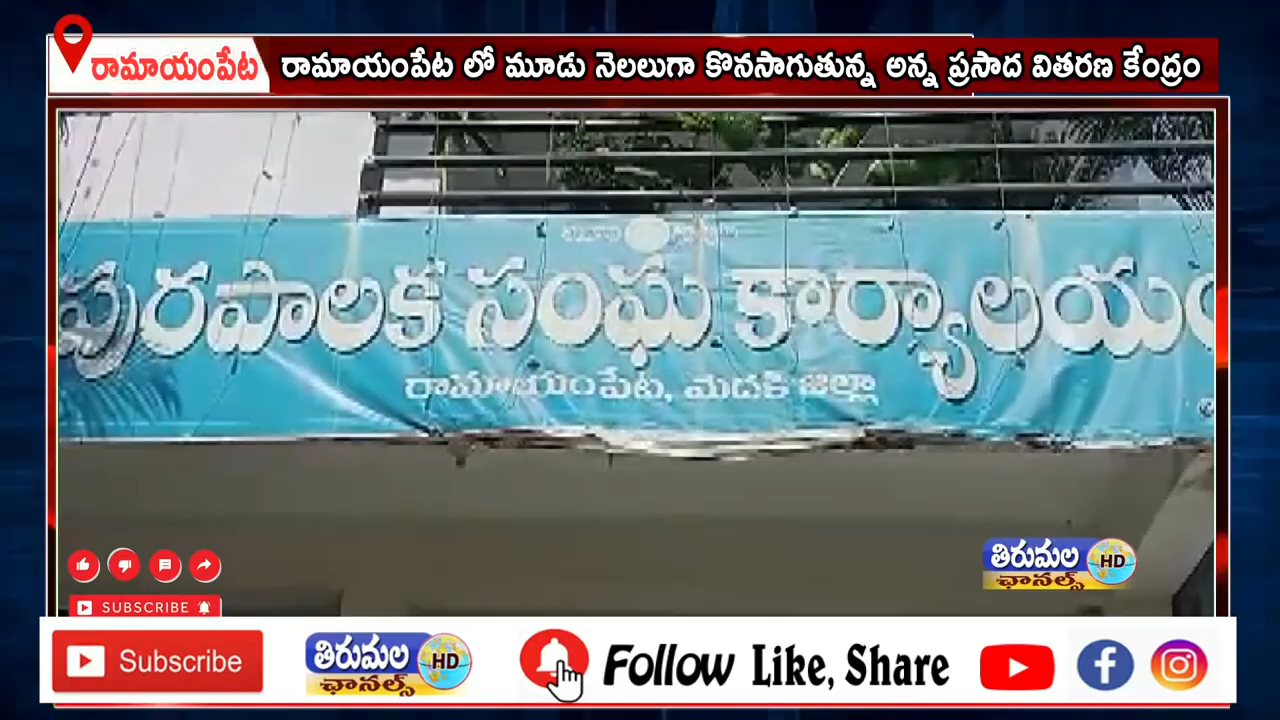 రామాయంపేట
రామాయంపేట లో మూడు నెలలుగా కొనసాగుతున్న అన్న ప్రసాద వితరణ కేంద్రం
పురపాలక సంఘ కార్యాలయం
రామాయంపేట, మెదక్ జిల్లా
తిరుమల HD
ఛానల్స్
SUBSCRIBE
Subscribe
తిరుమల HD
ఛానల్స్
Follow Like, Share